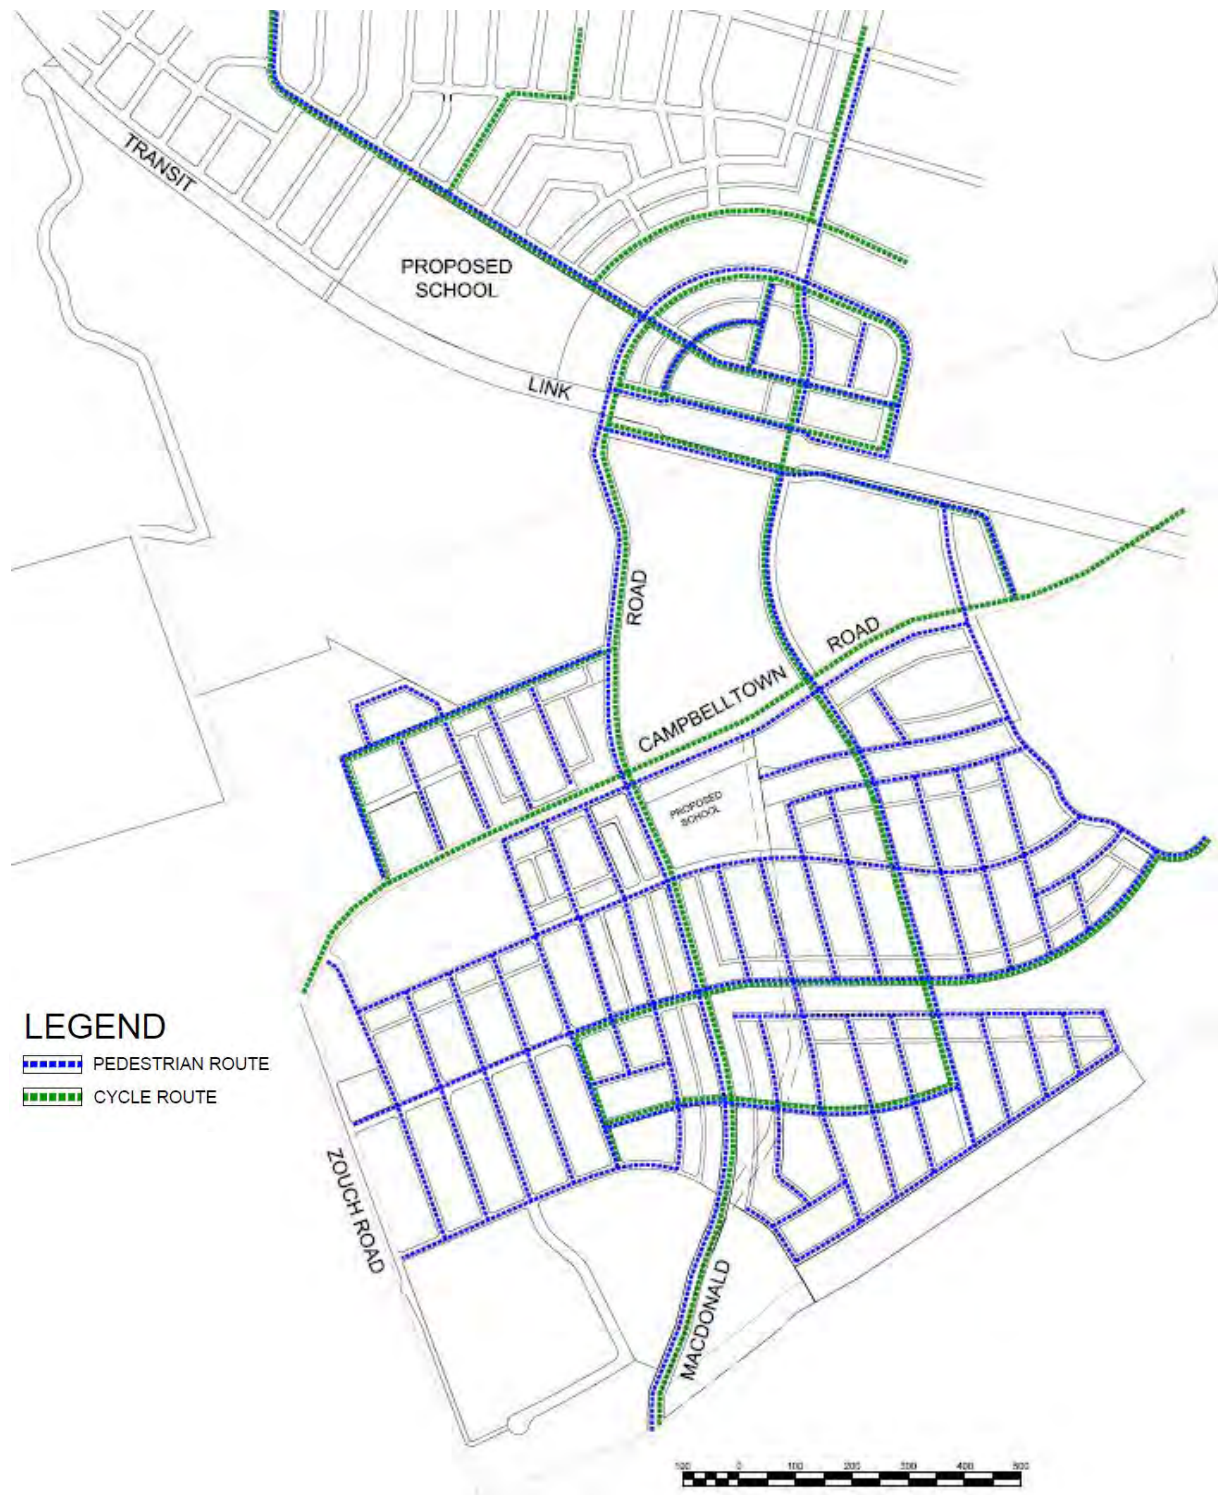 TRANSIT
PROPOSED
SCHOOL
LINK
ROAD
ROAD
CAMPBELLTOWN
PROPOSED
SCHOOL
LEGEND
PEDESTRIAN ROUTE
CYCLE ROUTE
ZOUCH ROAD
MACDONALD
100 0 100 200 300 400 500